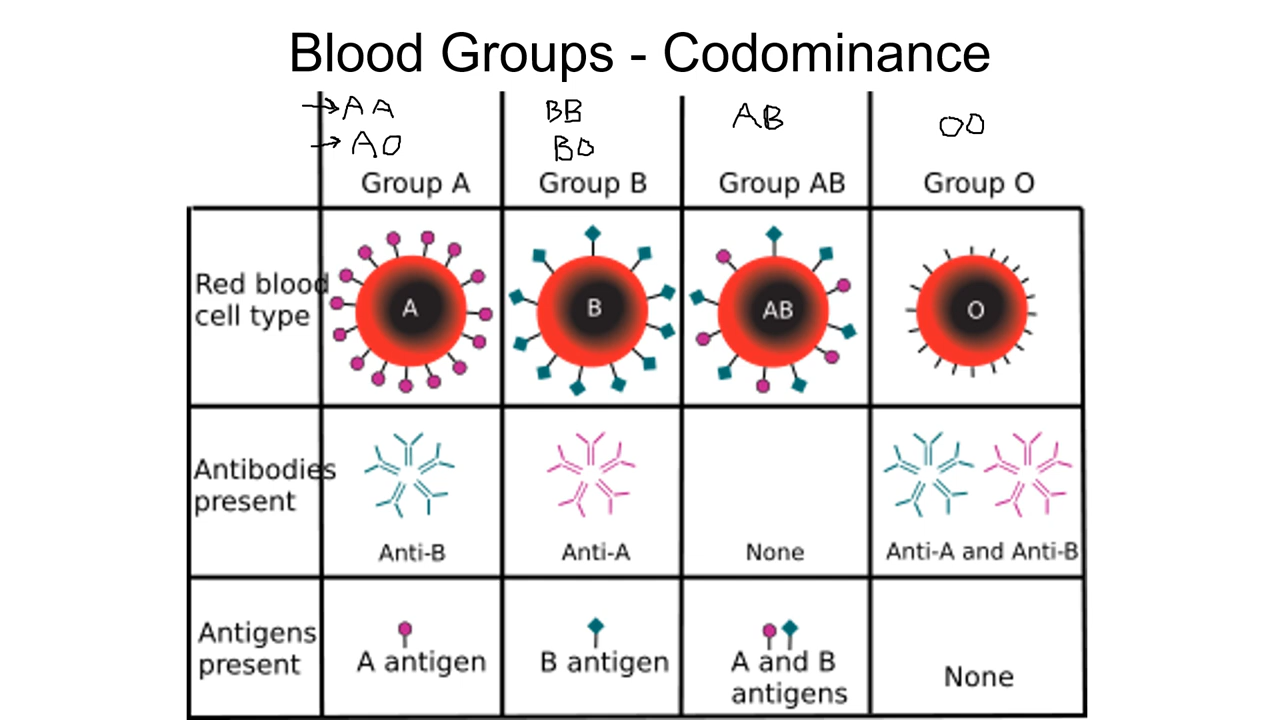 Blood Groups - Codominance
→AA
→AO
BB
BO
AB
OO
Group A
Group B
Group AB
Group O
Red blood
cell type
A
B
AB
O
Antibodies
present
Anti-B
Anti-A
None
Anti-A and Anti-B
Antigens
present
A antigen
B antigen
A and B
antigens
None